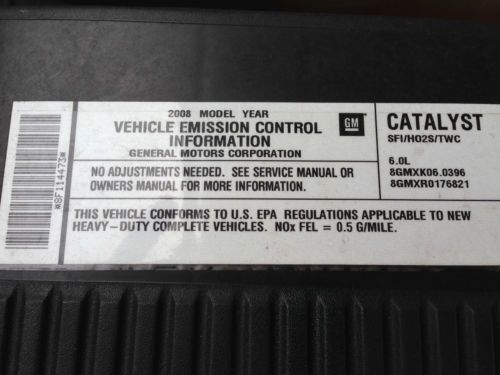 2008 MODEL YEAR
VEHICLE EMISSION CONTROL
INFORMATION
GENERAL MOTORS CORPORATION
GM
CATALYST
SFI/HO2S/TWC
NO ADJUSTMENTS NEEDED. SEE SERVICE MANUAL OR
OWNERS MANUAL FOR MAINTENANCE INFORMATION.
6.0L
8GMXK06.0396
8GMXR0176821
THIS VEHICLE CONFORMS TO U.S. EPA REGULATIONS APPLICABLE TO NEW
HEAVY-DUTY COMPLETE VEHICLES. NOx FEL = 0.5 G/MILE.
*8F114473*